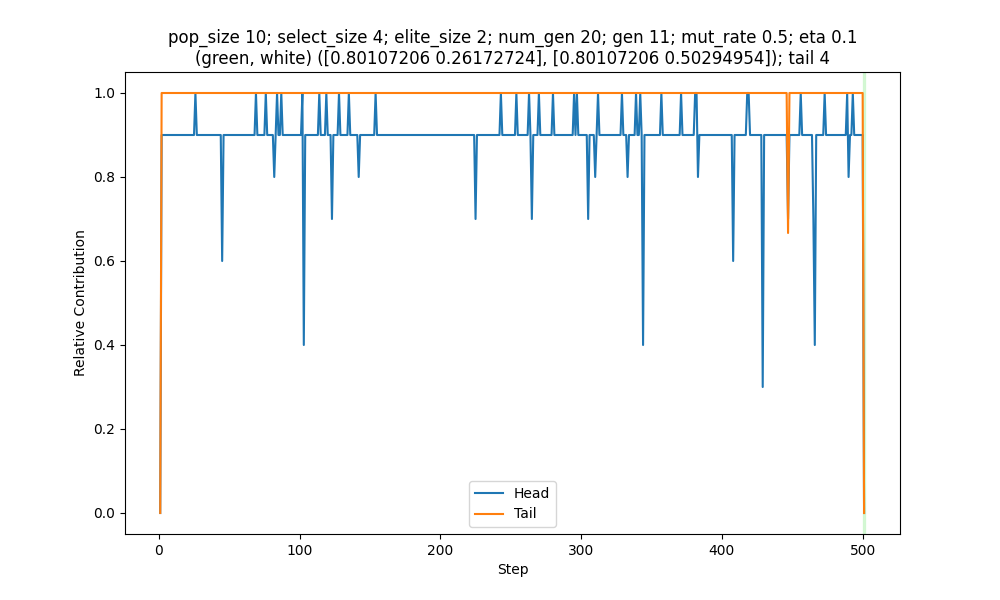 pop_size 10; select_size 4; elite_size 2; num_gen 20; gen 11; mut_rate 0.5; eta 0.1
(green, white) ([0.80107206 0.26172724], [0.80107206 0.50294954]); tail 4
1.0
0.8
0.6
0.4
0.2
0.0
Relative Contribution
Head
Tail
0 100 200 300 400 500
Step